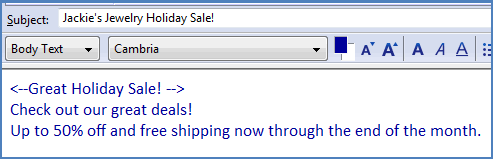 Subject: Jackie's Jewelry Holiday Sale!
Body Text Cambria A A A A A
<--Great Holiday Sale! -->
Check out our great deals!
Up to 50% off and free shipping now through the end of the month.